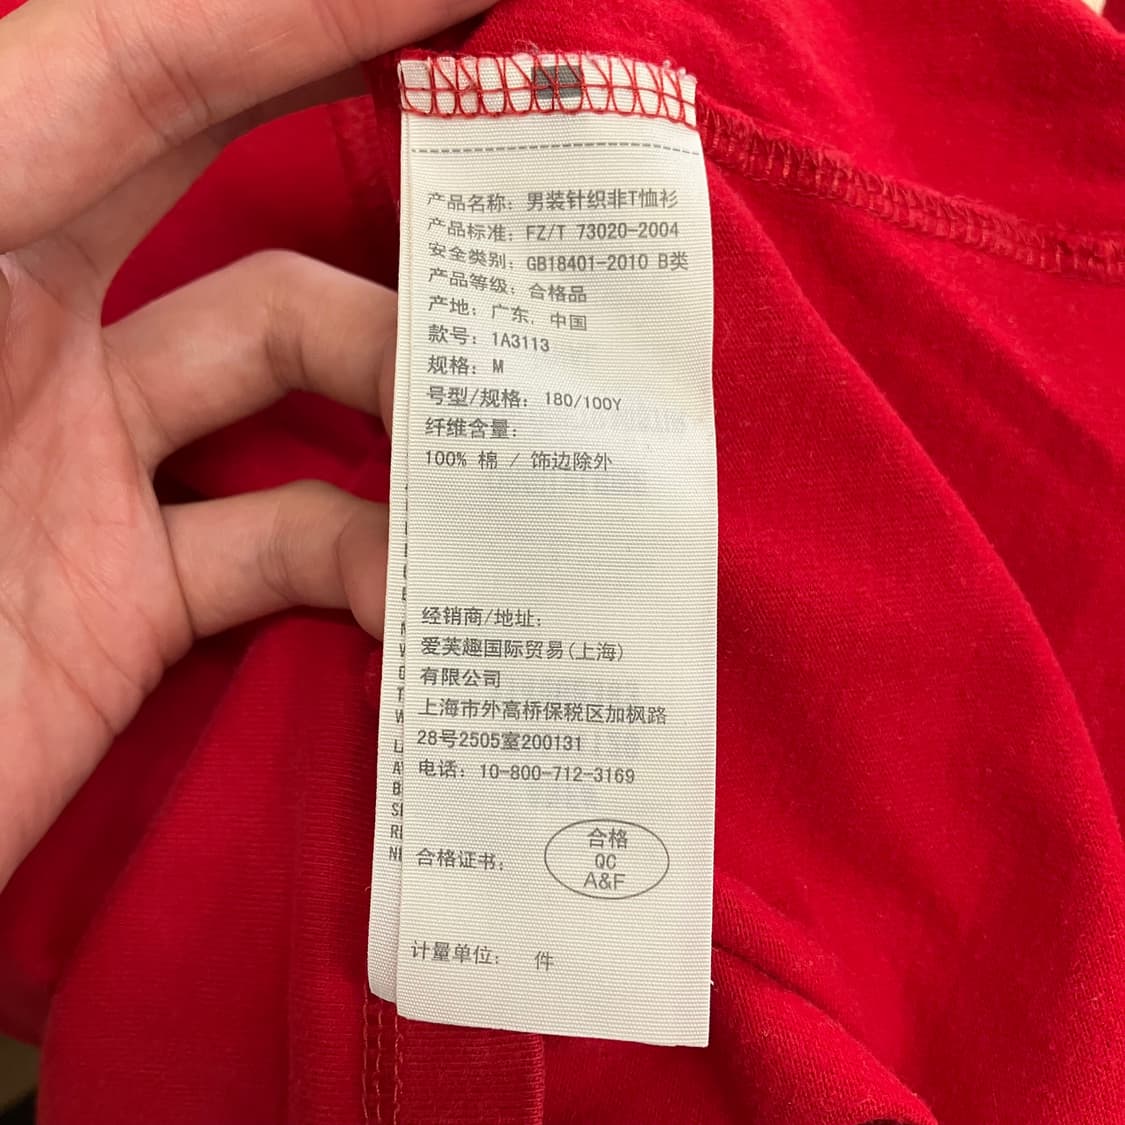 产品名称：男装针织非T恤衫
产品标准：FZ/T 73020-2004
安全类别：GB18401-2010 B类
产品等级：合格品
产地：广东，中国
款号：1A3113
规格：M
号型/规格：180/100Y
纤维含量：
100% 棉 / 饰边除外
经销商/地址：
爱芙趣国际贸易(上海)
有限公司
上海市外高桥保税区加枫路
28号2505室200131
电话：10-800-712-3169
合格
QC
A&F
合格证书：
计量单位： 件